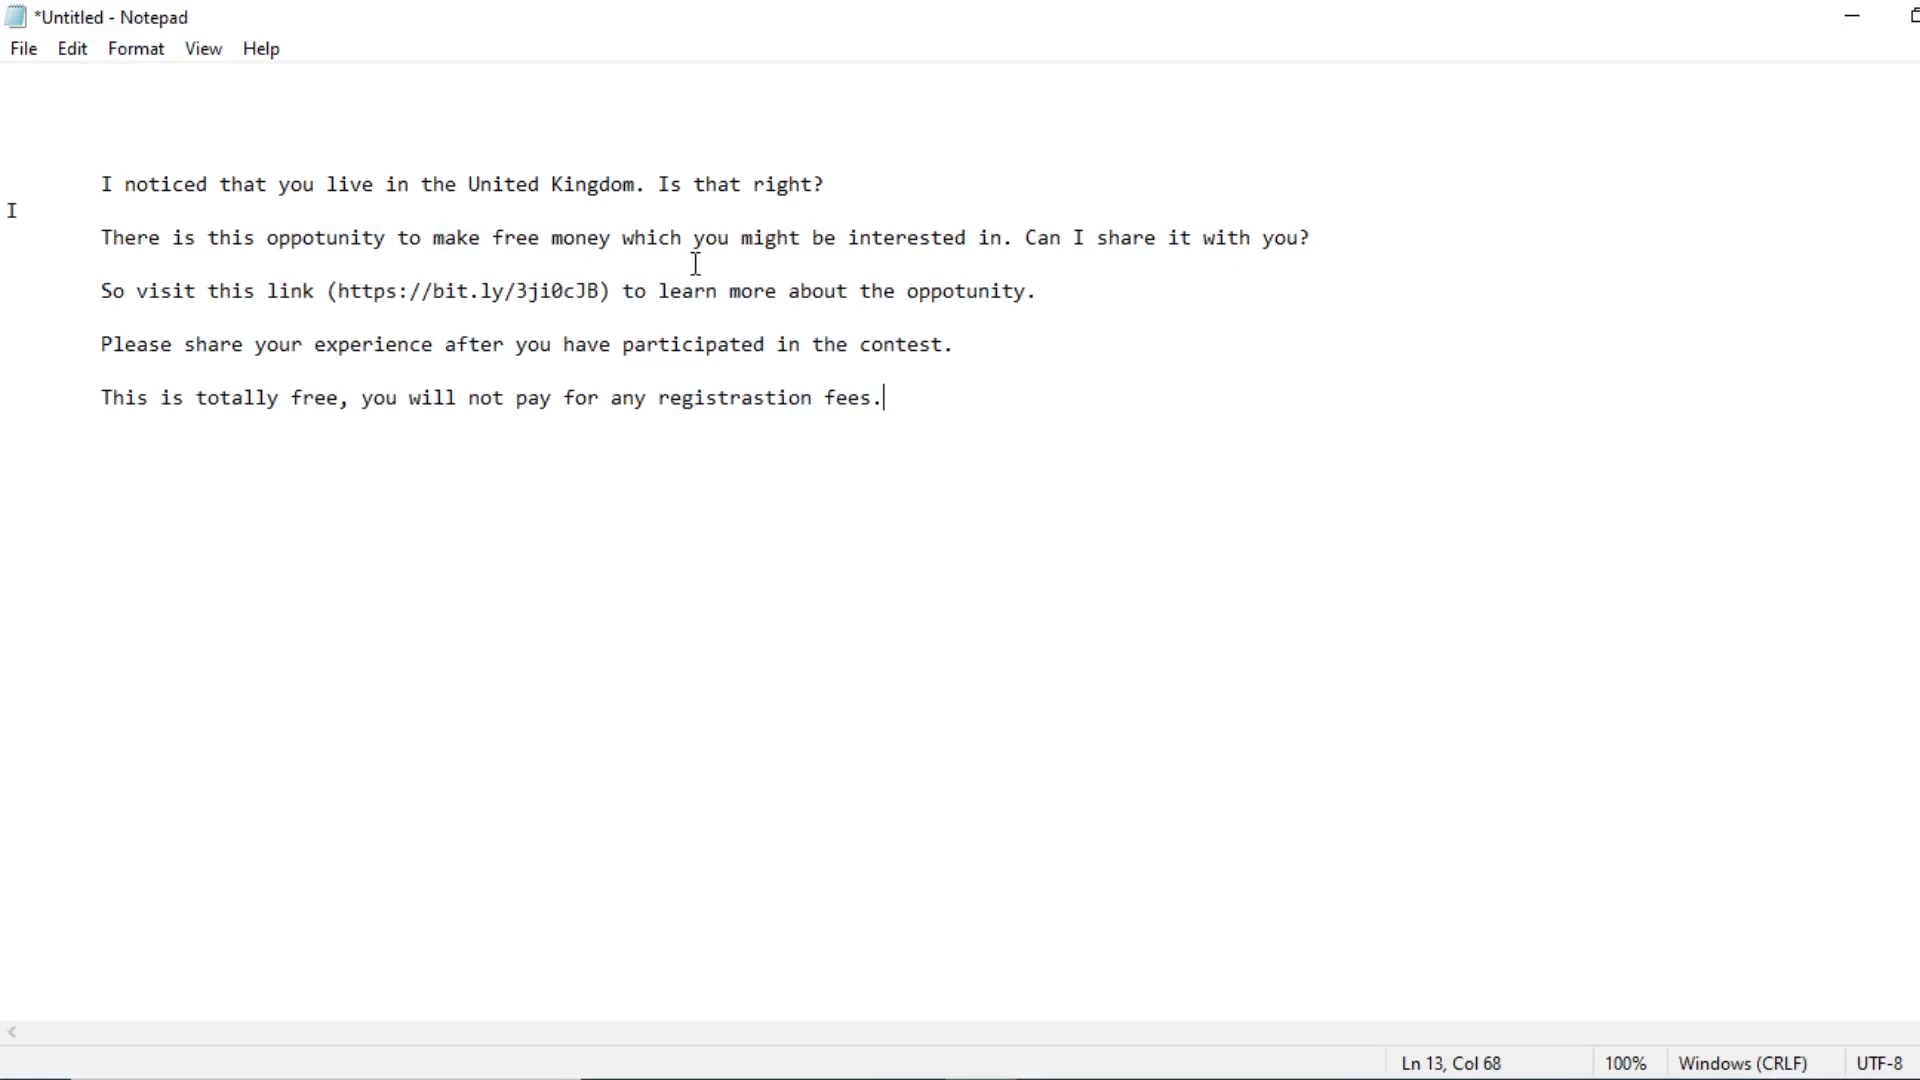 *Untitled - Notepad
File Edit Format View Help
I noticed that you live in the United Kingdom. Is that right?
There is this oppotunity to make free money which you might be interested in. Can I share it with you?
So visit this link (https://bit.ly/3ji0cJB) to learn more about the oppotunity.
Please share your experience after you have participated in the contest.
This is totally free, you will not pay for any registrastion fees.
Ln 13, Col 68 100% Windows (CRLF) UTF-8